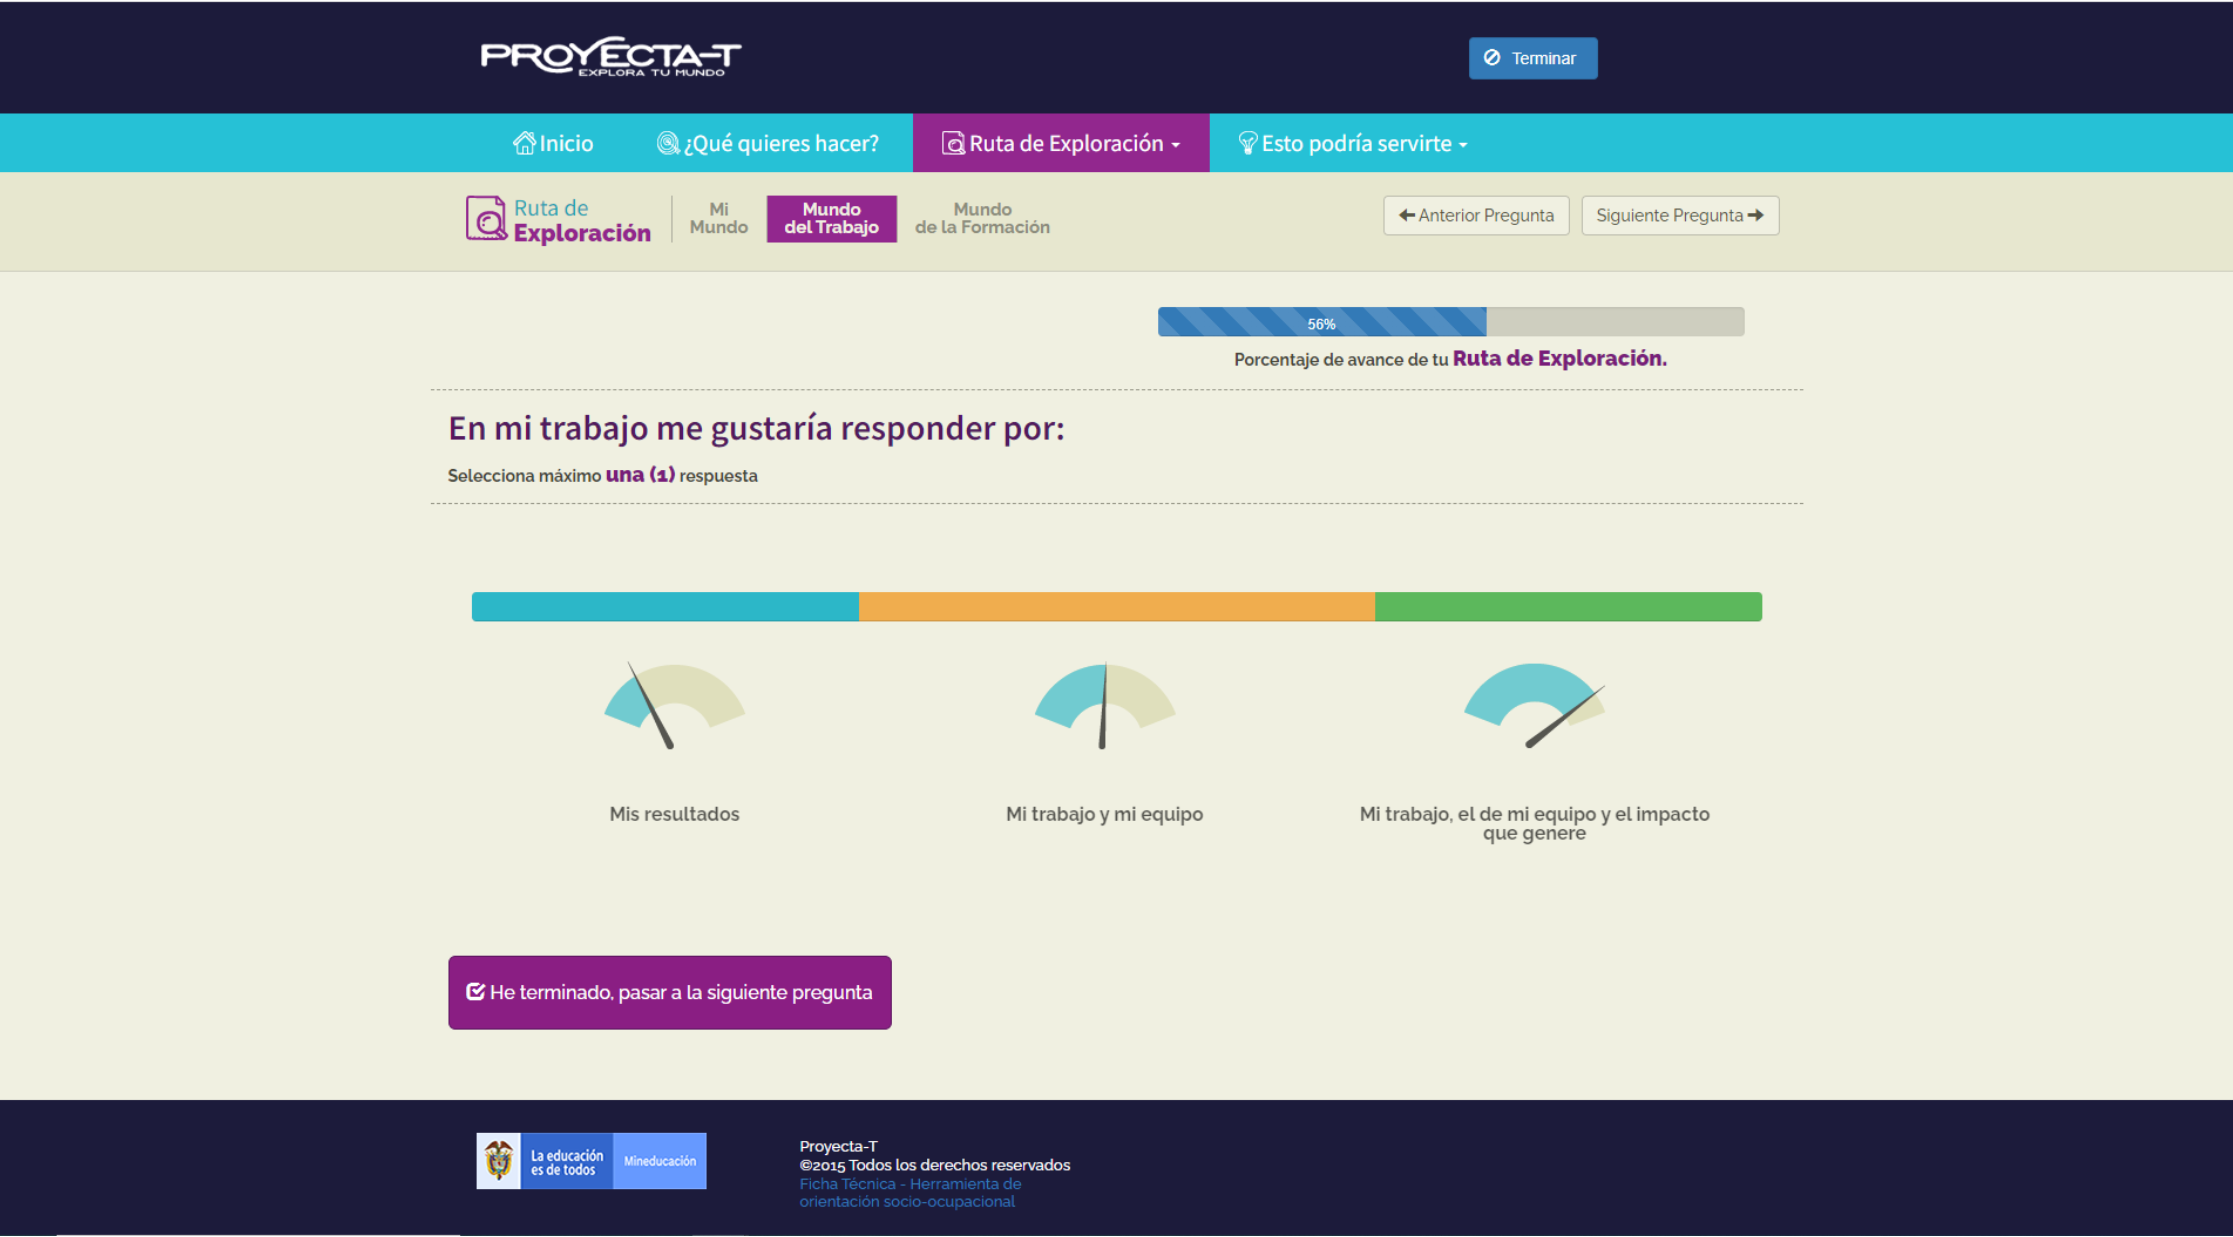 PROYECTA-T
EXPLORA TU MUNDO
Terminar
Inicio
¿Qué quieres hacer?
Ruta de Exploración
Esto podría servirte
Ruta de
Exploración
Mi
Mundo
Mundo
del Trabajo
Mundo
de la Formación
Anterior Pregunta
Siguiente Pregunta
56%
Porcentaje de avance de tu Ruta de Exploración.
En mi trabajo me gustaría responder por:
Selecciona máximo una (1) respuesta
Mis resultados
Mi trabajo y mi equipo
Mi trabajo, el de mi equipo y el impacto
que genere
He terminado, pasar a la siguiente pregunta
La educación
es de todos
Mineducación
Proyecta-T
©2015 Todos los derechos reservados
Ficha Técnica - Herramienta de
orientación socio-ocupacional